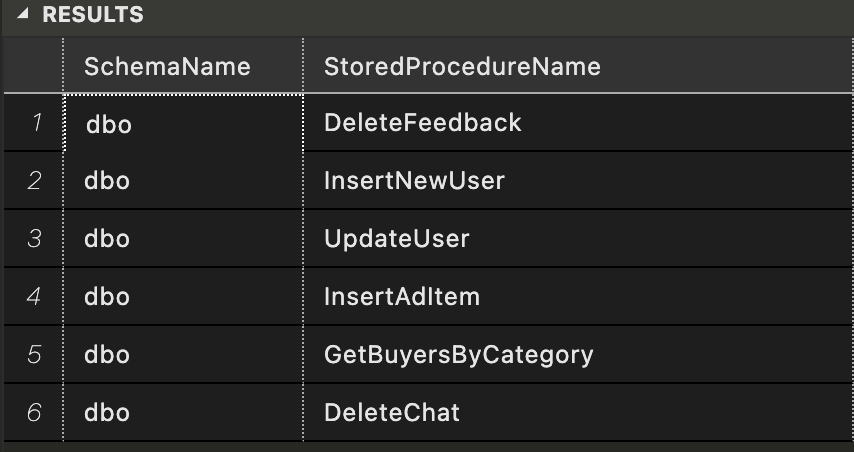 RESULTS
SchemaName StoredProcedureName
1 dbo DeleteFeedback
2 dbo InsertNewUser
3 dbo UpdateUser
4 dbo InsertAdItem
5 dbo GetBuyersByCategory
6 dbo DeleteChat